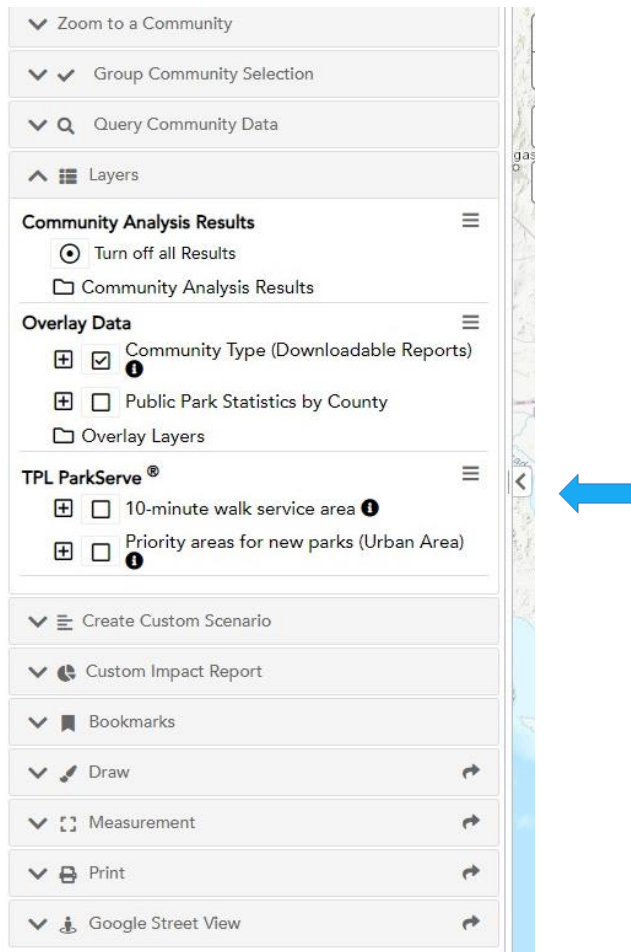 Zoom to a Community
Group Community Selection
Query Community Data
Layers
Community Analysis Results
Turn off all Results
Community Analysis Results
Overlay Data
Community Type (Downloadable Reports)
Public Park Statistics by County
Overlay Layers
TPL ParkServe ®
10-minute walk service area
Priority areas for new parks (Urban Area)
Create Custom Scenario
Custom Impact Report
Bookmarks
Draw
Measurement
Print
Google Street View
gas